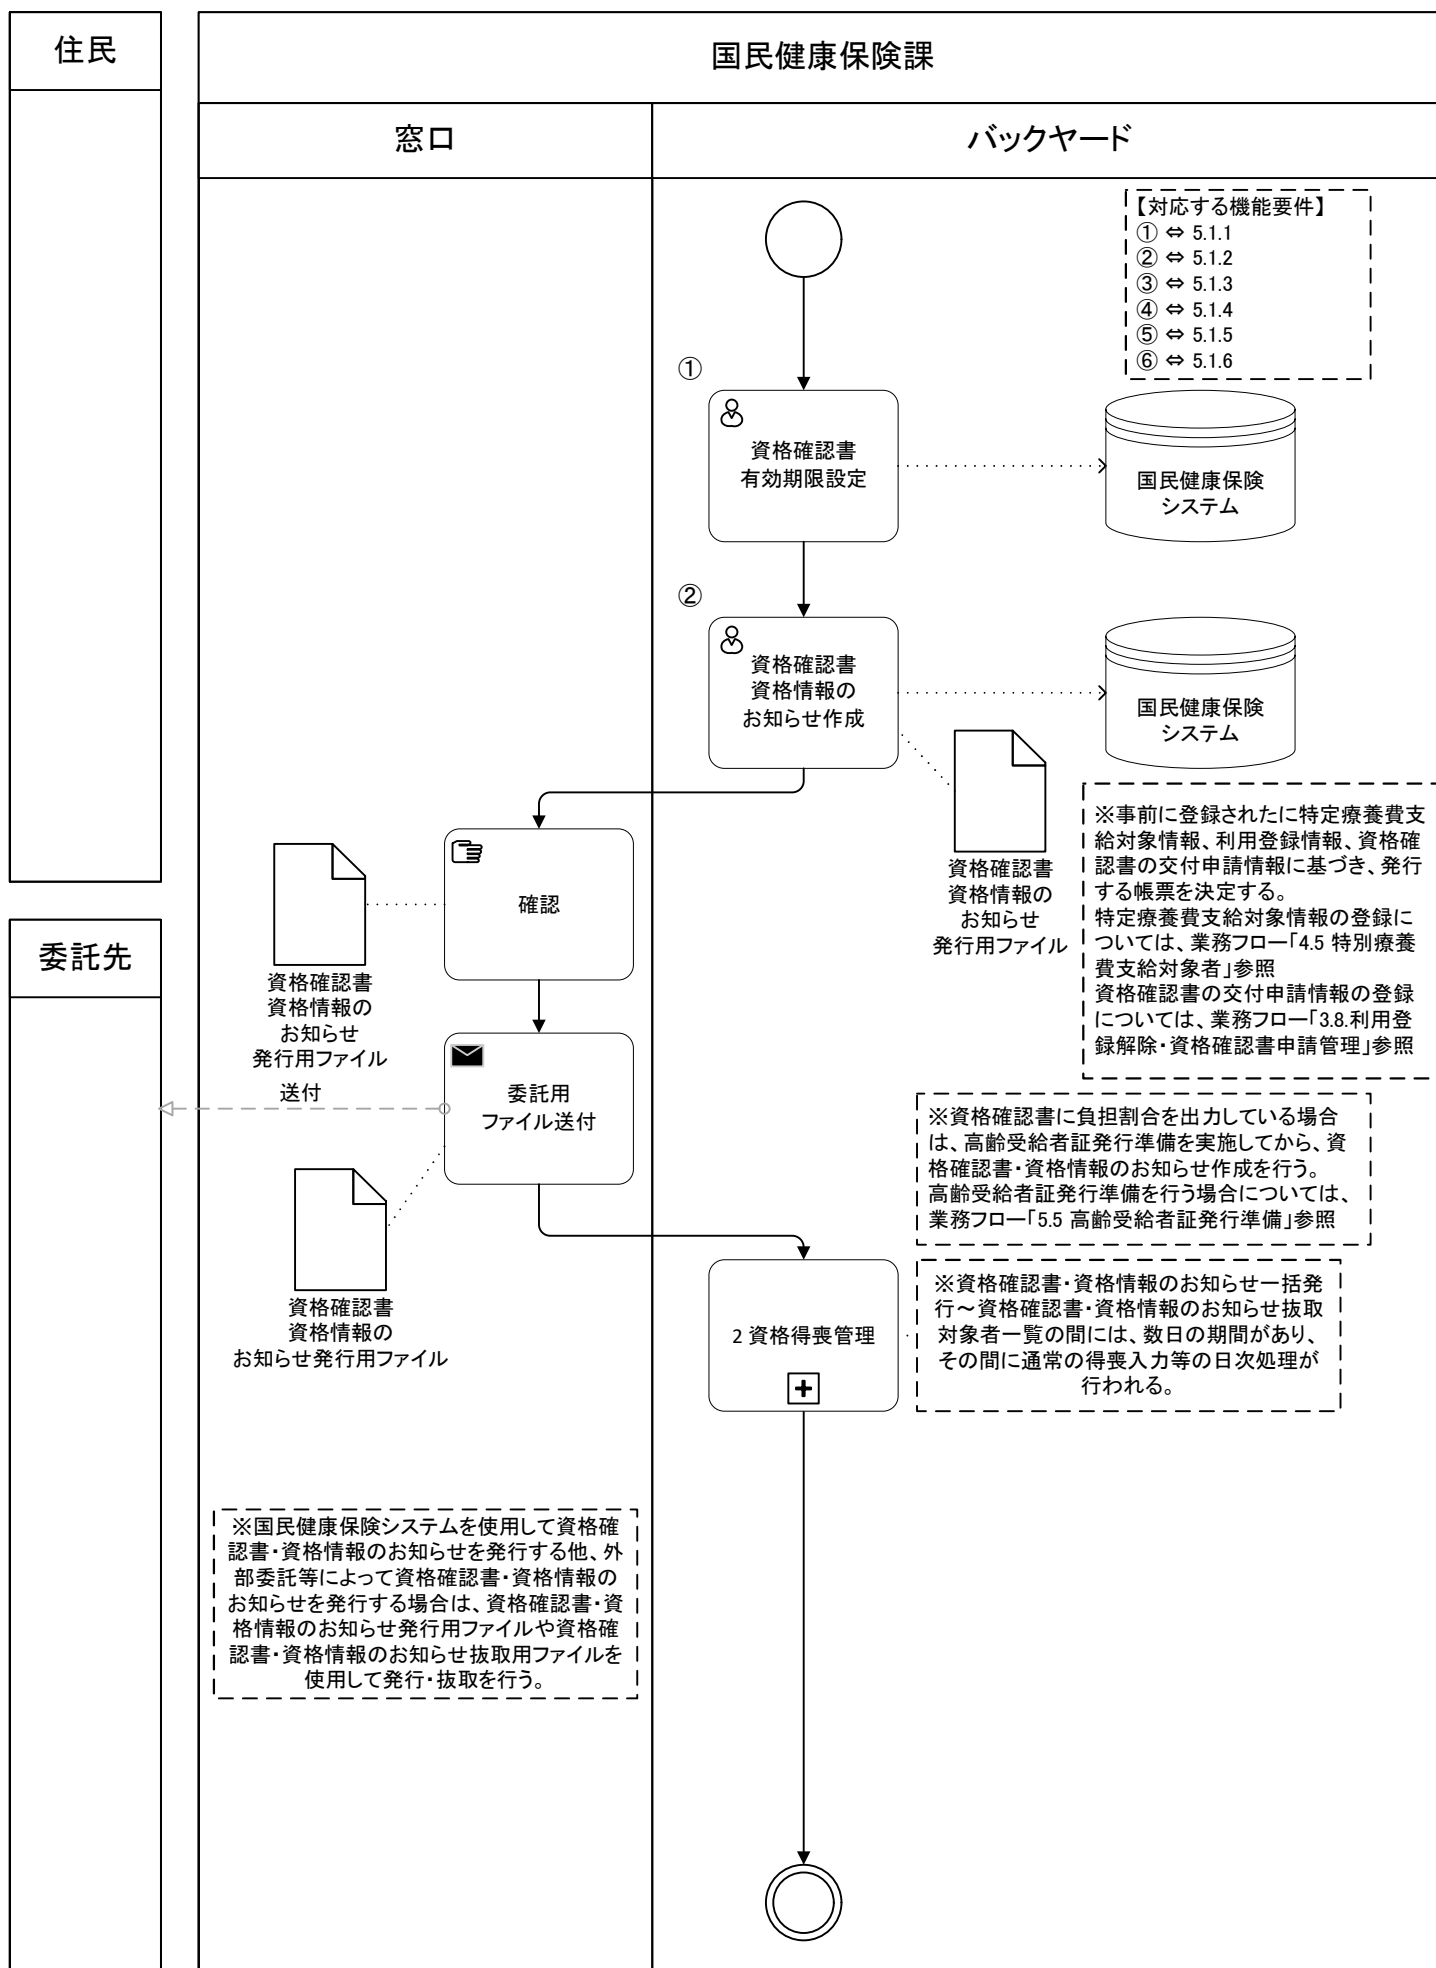 住民
国民健康保険課
窓口
バックヤード
【対応する機能要件】
① ⇔ 5.1.1
② ⇔ 5.1.2
③ ⇔ 5.1.3
④ ⇔ 5.1.4
⑤ ⇔ 5.1.5
⑥ ⇔ 5.1.6
①
資格確認書
有効期限設定
国民健康保険
システム
②
資格確認書
資格情報の
お知らせ作成
国民健康保険
システム
資格確認書
資格情報の
お知らせ
発行用ファイル
※事前に登録されたに特定療養費支
給対象情報、利用登録情報、資格確
認書の交付申請情報に基づき、発行
する帳票を決定する。
特定療養費支給対象情報の登録に
ついては、業務フロー「4.5 特別療養
費支給対象者」参照
資格確認書の交付申請情報の登録
については、業務フロー「3.8.利用登
録解除・資格確認書申請管理」参照
確認
資格確認書
資格情報の
お知らせ
発行用ファイル
委託先
送付
委託用
ファイル送付
※資格確認書に負担割合を出力している場合
は、高齢受給者証発行準備を実施してから、資
格確認書・資格情報のお知らせ作成を行う。
高齢受給者証発行準備を行う場合については、
業務フロー「5.5 高齢受給者証発行準備」参照
資格確認書
資格情報の
お知らせ発行用ファイル
2 資格得喪管理
※資格確認書・資格情報のお知らせ一括発
行～資格確認書・資格情報のお知らせ抜取
対象者一覧の間には、数日の期間があり、
その間に通常の得喪入力等の日次処理が
行われる。
※国民健康保険システムを使用して資格確
認書・資格情報のお知らせを発行する他、外
部委託等によって資格確認書・資格情報の
お知らせを発行する場合は、資格確認書・資
格情報のお知らせ発行用ファイルや資格確
認書・資格情報のお知らせ抜取用ファイルを
使用して発行・抜取を行う。